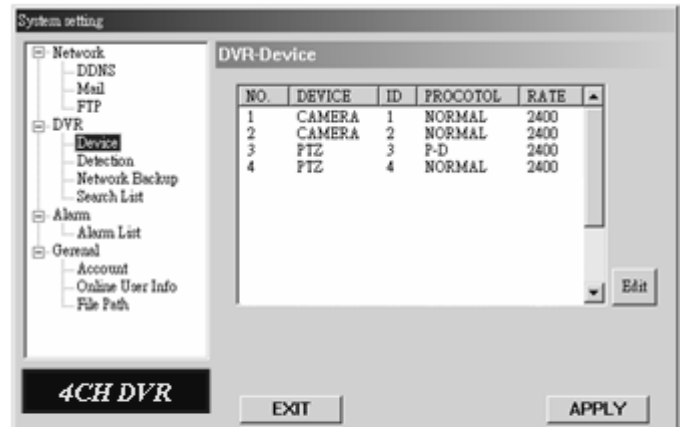 System setting
Network
DDNS
Mail
FTP
DVR
Device
Detection
Network Backup
Search List
Alarm
Alarm List
Gerenal
Account
Online User Info
File Path
4CH DVR
DVR-Device
NO. DEVICE ID PROCOTOL RATE
1 CAMERA 1 NORMAL 2400
2 CAMERA 2 NORMAL 2400
3 PTZ 3 P-D 2400
4 PTZ 4 NORMAL 2400
Edit
EXIT APPLY